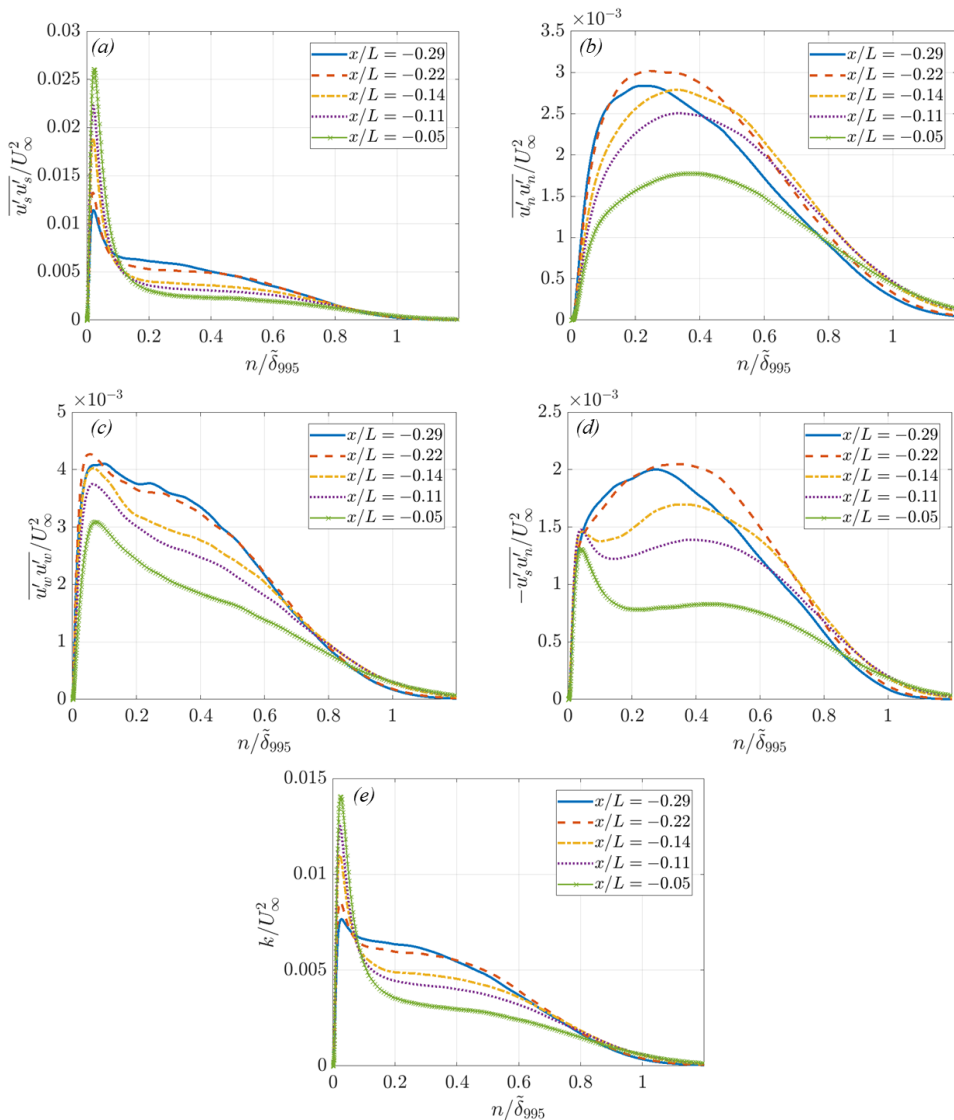 (a)
0.03
0.025
0.02
0.015
0.01
0.005
0
0 0.2 0.4 0.6 0.8 1
n/δ̃₉₉₅
u′ₛu′ₛ/U²∞
x/L = −0.29
x/L = −0.22
x/L = −0.14
x/L = −0.11
x/L = −0.05
(b)
×10⁻³
3.5
3
2.5
2
1.5
1
0.5
0
0 0.2 0.4 0.6 0.8 1
n/δ̃₉₉₅
u′ₙu′ₙ/U²∞
x/L = −0.29
x/L = −0.22
x/L = −0.14
x/L = −0.11
x/L = −0.05
(c)
×10⁻³
5
4
3
2
1
0
0 0.2 0.4 0.6 0.8 1
n/δ̃₉₉₅
u′_w u′_w/U²∞
x/L = −0.29
x/L = −0.22
x/L = −0.14
x/L = −0.11
x/L = −0.05
(d)
×10⁻³
2.5
2
1.5
1
0.5
0
0 0.2 0.4 0.6 0.8 1
n/δ̃₉₉₅
−u′ₛu′ₙ/U²∞
x/L = −0.29
x/L = −0.22
x/L = −0.14
x/L = −0.11
x/L = −0.05
(e)
0.015
0.01
0.005
0
0 0.2 0.4 0.6 0.8 1
n/δ̃₉₉₅
k/U²∞
x/L = −0.29
x/L = −0.22
x/L = −0.14
x/L = −0.11
x/L = −0.05